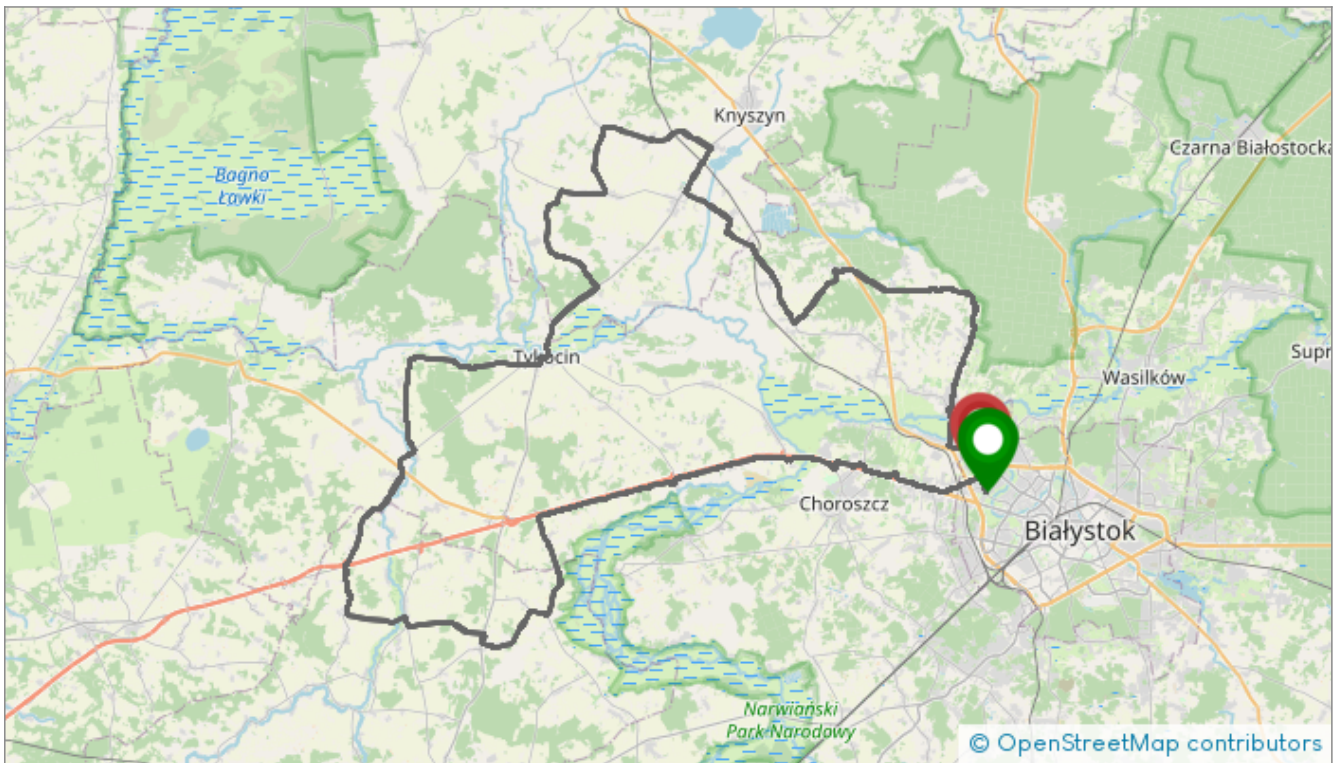 Knyszyn
Czarna Białostocka
Bagno
Ławki
Tykocin
Supr
Wasilków
Choroszcz
Białystok
Narwiański
Park Narodowy
© OpenStreetMap contributors